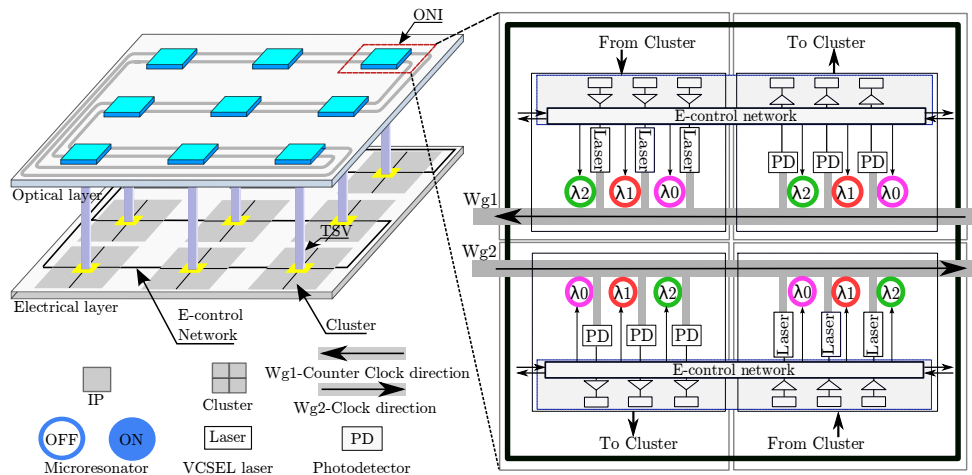 ONI
Optical layer
TSV
Electrical layer
E-control
Network
Cluster
Wg1-Counter Clock direction
Wg2-Clock direction
IP
Cluster
OFF
ON
Laser
PD
Microresonator
VCSEL laser
Photodetector
From Cluster
To Cluster
E-control network
Laser
Laser
Laser
PD
PD
PD
λ2
λ1
λ0
λ2
λ1
λ0
Wg1
Wg2
λ0
λ1
λ2
λ0
λ1
λ2
PD
PD
PD
Laser
Laser
Laser
E-control network
To Cluster
From Cluster